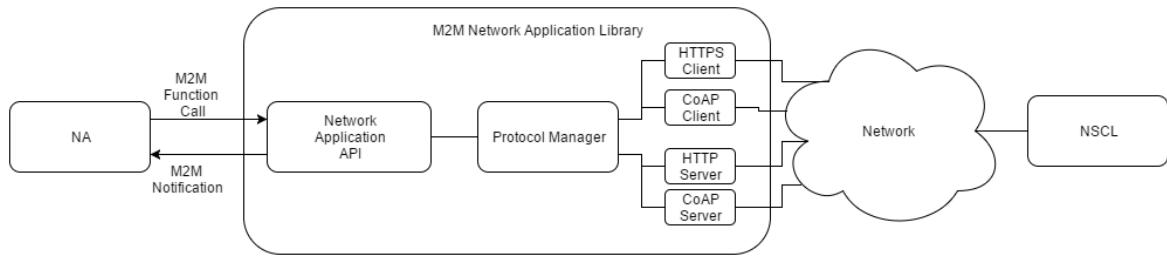 M2M Network Application Library
M2M
Function
Call
NA
M2M
Notification
Network
Application
API
Protocol Manager
HTTPS
Client
CoAP
Client
HTTP
Server
CoAP
Server
Network
NSCL